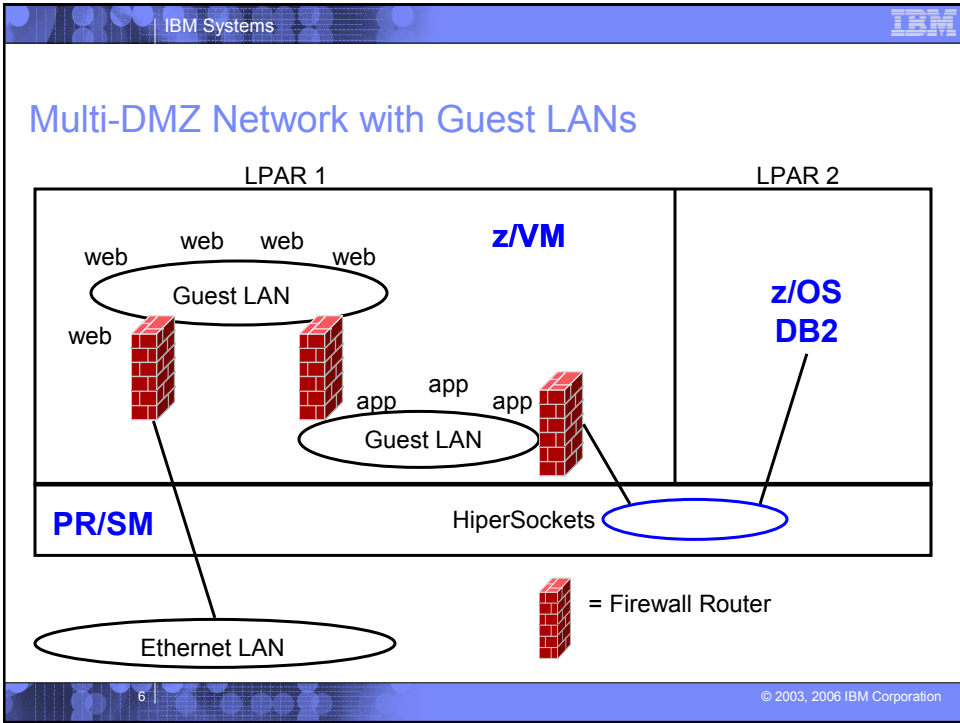 IBM Systems
IBM
Multi-DMZ Network with Guest LANs
LPAR 1
LPAR 2
z/VM
web
web
web
web
Guest LAN
web
z/OS
DB2
app
app
app
Guest LAN
PR/SM
HiperSockets
= Firewall Router
Ethernet LAN
6
© 2003, 2006 IBM Corporation